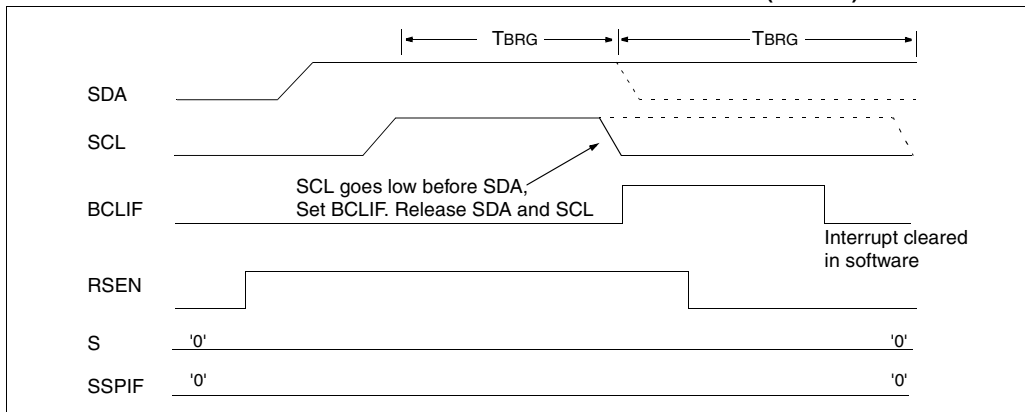 TBRG TBRG
SDA
SCL
SCL goes low before SDA,
Set BCLIF. Release SDA and SCL
BCLIF
Interrupt cleared
in software
RSEN
S '0' '0'
SSPIF '0' '0'